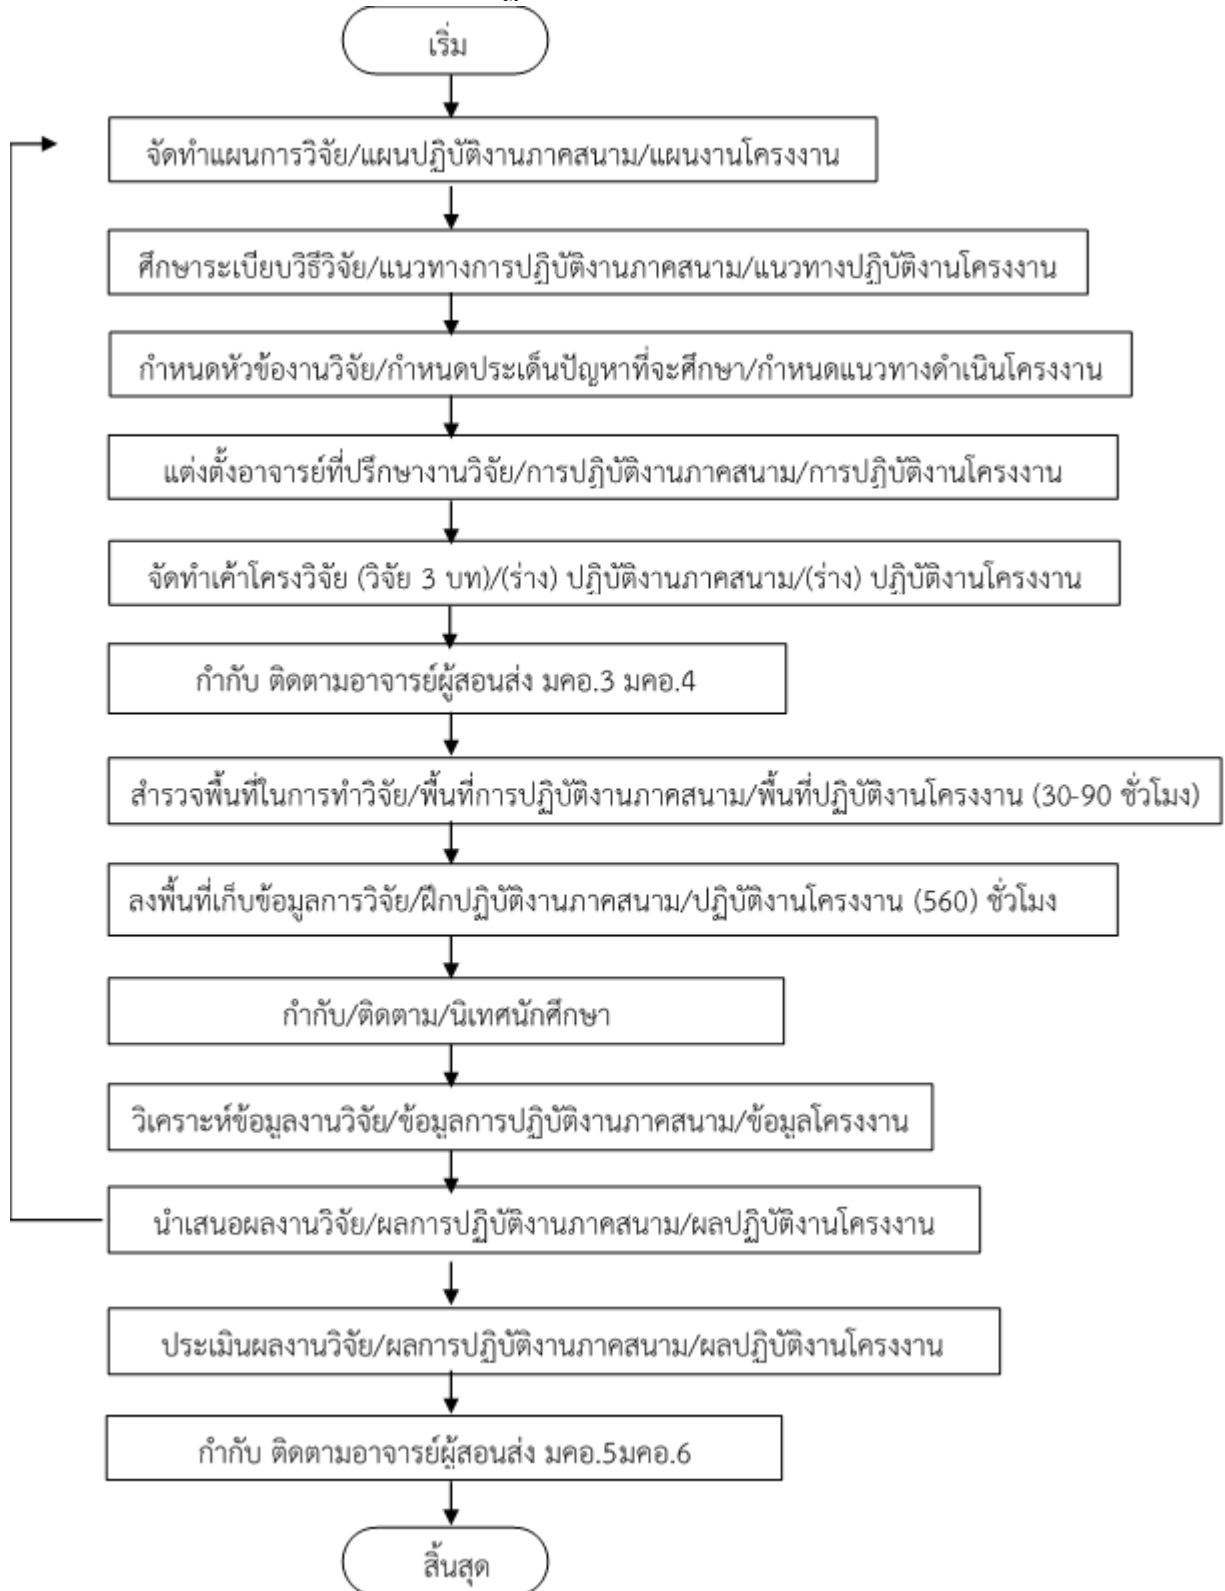 เริ่ม
จัดทำแผนการวิจัย/แผนปฏิบัติงานภาคสนาม/แผนงานโครงงาน
ศึกษาระเบียบวิธีวิจัย/แนวทางการปฏิบัติงานภาคสนาม/แนวทางปฏิบัติงานโครงงาน
กำหนดหัวข้องานวิจัย/กำหนดประเด็นปัญหาที่จะศึกษา/กำหนดแนวทางดำเนินโครงงาน
แต่งตั้งอาจารย์ที่ปรึกษางานวิจัย/การปฏิบัติงานภาคสนาม/การปฏิบัติงานโครงงาน
จัดทำเค้าโครงวิจัย (วิจัย 3 บท)/(ร่าง) ปฏิบัติงานภาคสนาม/(ร่าง) ปฏิบัติงานโครงงาน
กำกับ ติดตามอาจารย์ผู้สอนส่ง มคอ.3 มคอ.4
สำรวจพื้นที่ในการทำวิจัย/พื้นที่การปฏิบัติงานภาคสนาม/พื้นที่ปฏิบัติงานโครงงาน (30-90 ชั่วโมง)
ลงพื้นที่เก็บข้อมูลการวิจัย/ฝึกปฏิบัติงานภาคสนาม/ปฏิบัติงานโครงงาน (560) ชั่วโมง
กำกับ/ติดตาม/นิเทศนักศึกษา
วิเคราะห์ข้อมูลงานวิจัย/ข้อมูลการปฏิบัติงานภาคสนาม/ข้อมูลโครงงาน
นำเสนอผลงานวิจัย/ผลการปฏิบัติงานภาคสนาม/ผลปฏิบัติงานโครงงาน
ประเมินผลงานวิจัย/ผลการปฏิบัติงานภาคสนาม/ผลปฏิบัติงานโครงงาน
กำกับ ติดตามอาจารย์ผู้สอนส่ง มคอ.5มคอ.6
สิ้นสุด